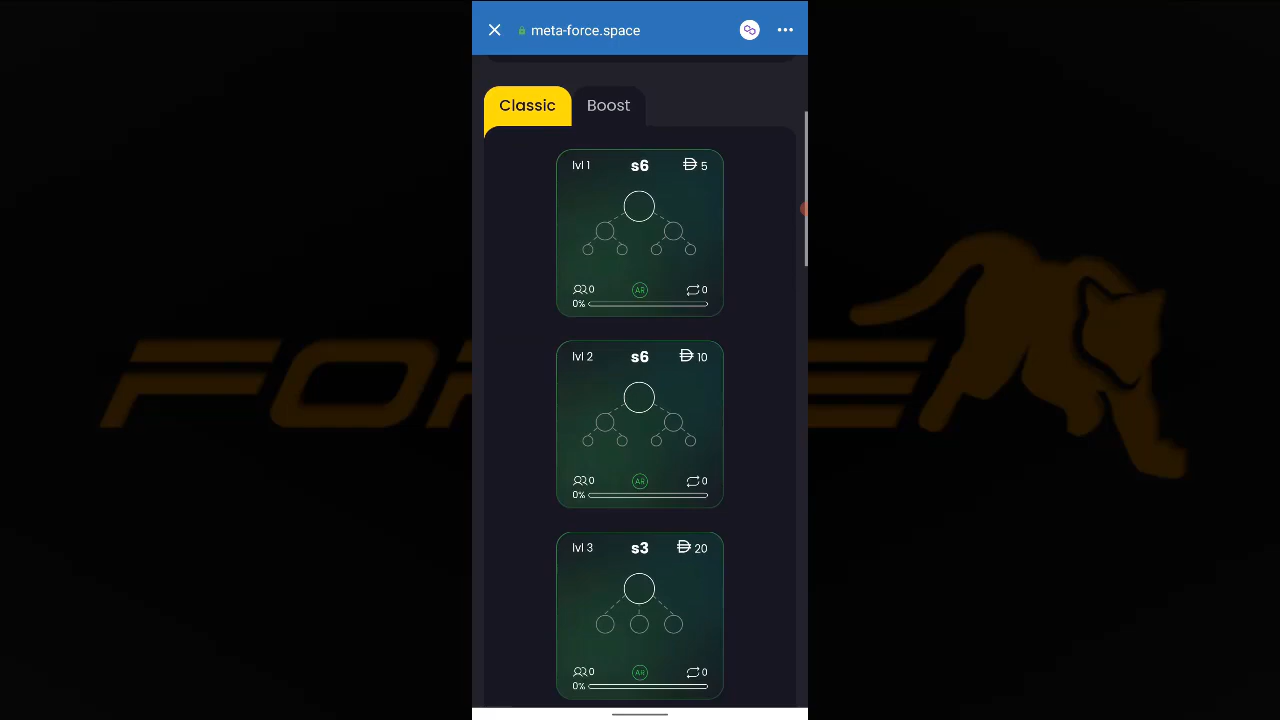 meta-force.space
Classic Boost
lvl 1 s6 5
0 AR 0
0%
lvl 2 s6 10
0 AR 0
0%
lvl 3 s3 20
0 AR 0
0%